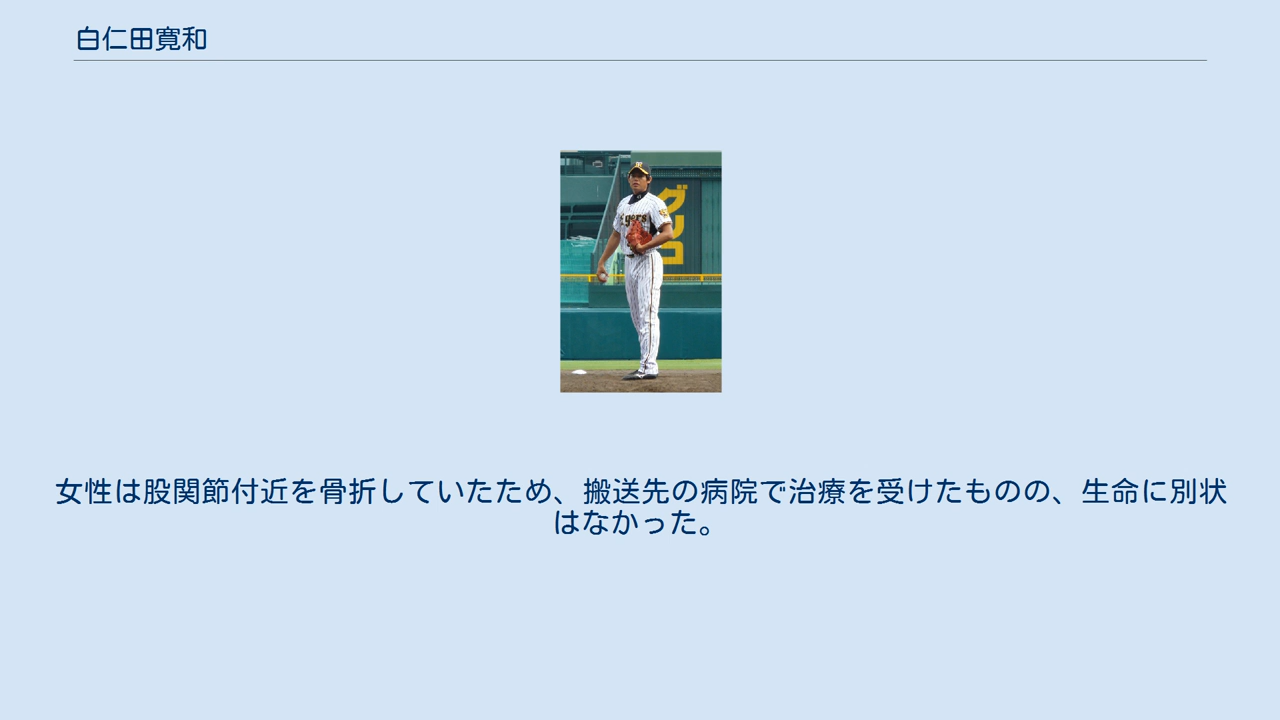 白仁田寛和
女性は股関節付近を骨折していたため、搬送先の病院で治療を受けたものの、生命に別状
はなかった。